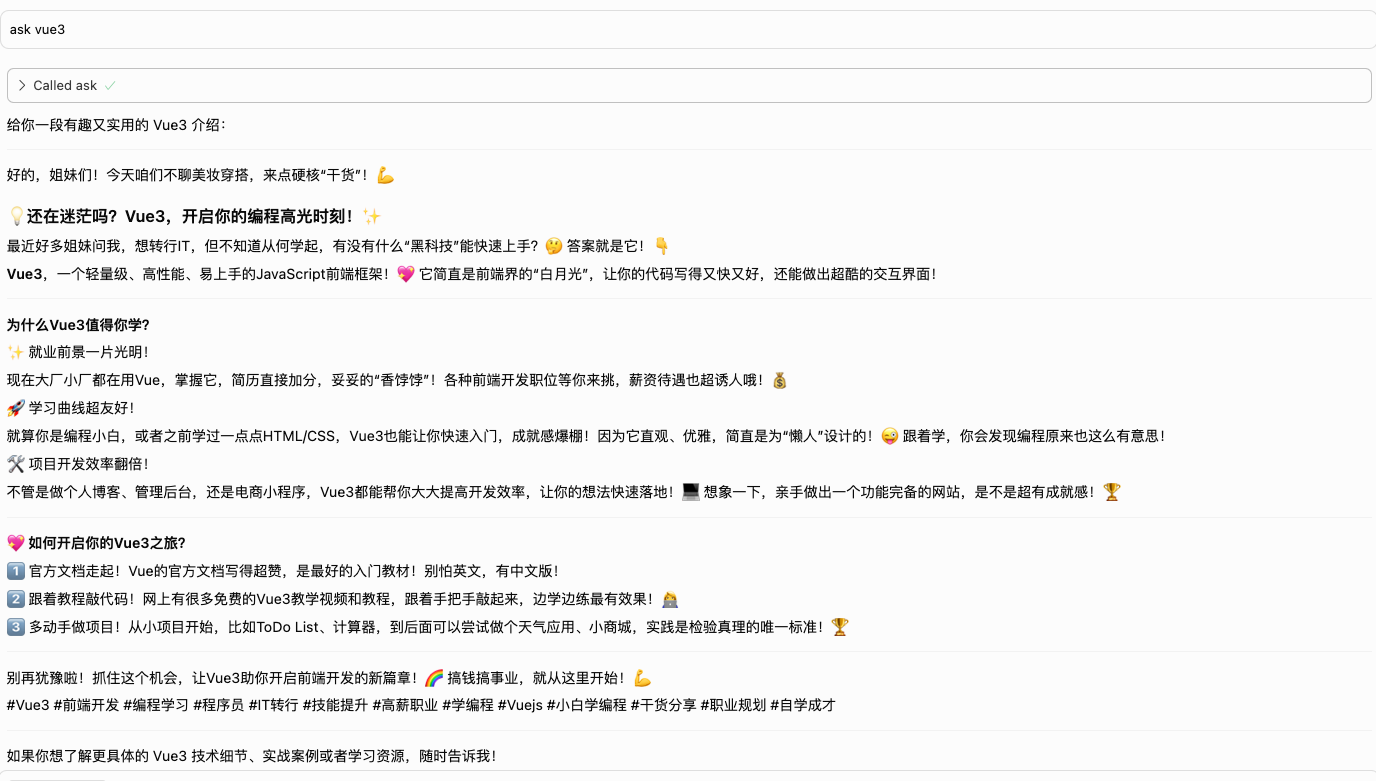 ask vue3
Called ask
给你一段有趣又实用的 Vue3 介绍：
好的，姐妹们！今天咱们不聊美妆穿搭，来点硬核“干货”！💪
💡还在迷茫吗？Vue3，开启你的编程高光时刻！✨
最近好多姐妹问我，想转行IT，但不知道从何学起，有没有什么“黑科技”能快速上手？🤔 答案就是它！👇
Vue3，一个轻量级、高性能、易上手的JavaScript前端框架！💖 它简直是前端界的“白月光”，让你的代码写得又快又好，还能做出超酷的交互界面！
为什么Vue3值得你学?
✨ 就业前景一片光明！
现在大厂小厂都在用Vue，掌握它，简历直接加分，妥妥的“香饽饽”！各种前端开发职位等你来挑，薪资待遇也超诱人哦！💰
🚀 学习曲线超友好！
就算你是编程小白，或者之前学过一点点HTML/CSS，Vue3也能让你快速入门，成就感爆棚！因为它直观、优雅，简直是为“懒人”设计的！😜 跟着学，你会发现编程原来也这么有意思！
🛠️ 项目开发效率翻倍！
不管是做个人博客、管理后台，还是电商小程序，Vue3都能帮你大大提高开发效率，让你的想法快速落地！💻 想象一下，亲手做出一个功能完备的网站，是不是超有成就感！🏆
💖 如何开启你的Vue3之旅?
1️⃣ 官方文档走起！Vue的官方文档写得超赞，是最好的入门教材！别怕英文，有中文版！
2️⃣ 跟着教程敲代码！网上有很多免费的Vue3教学视频和教程，跟着手把手敲起来，边学边练最有效果！🧑‍💻
3️⃣ 多动手做项目！从小项目开始，比如ToDo List、计算器，到后面可以尝试做个天气应用、小商城，实践是检验真理的唯一标准！🏆
别再犹豫啦！抓住这个机会，让Vue3助你开启前端开发的新篇章！🌈 搞钱搞事业，就从这里开始！💪
#Vue3 #前端开发 #编程学习 #程序员 #IT转行 #技能提升 #高薪职业 #学编程 #Vuejs #小白学编程 #干货分享 #职业规划 #自学成才
如果你想了解更具体的 Vue3 技术细节、实战案例或者学习资源，随时告诉我！